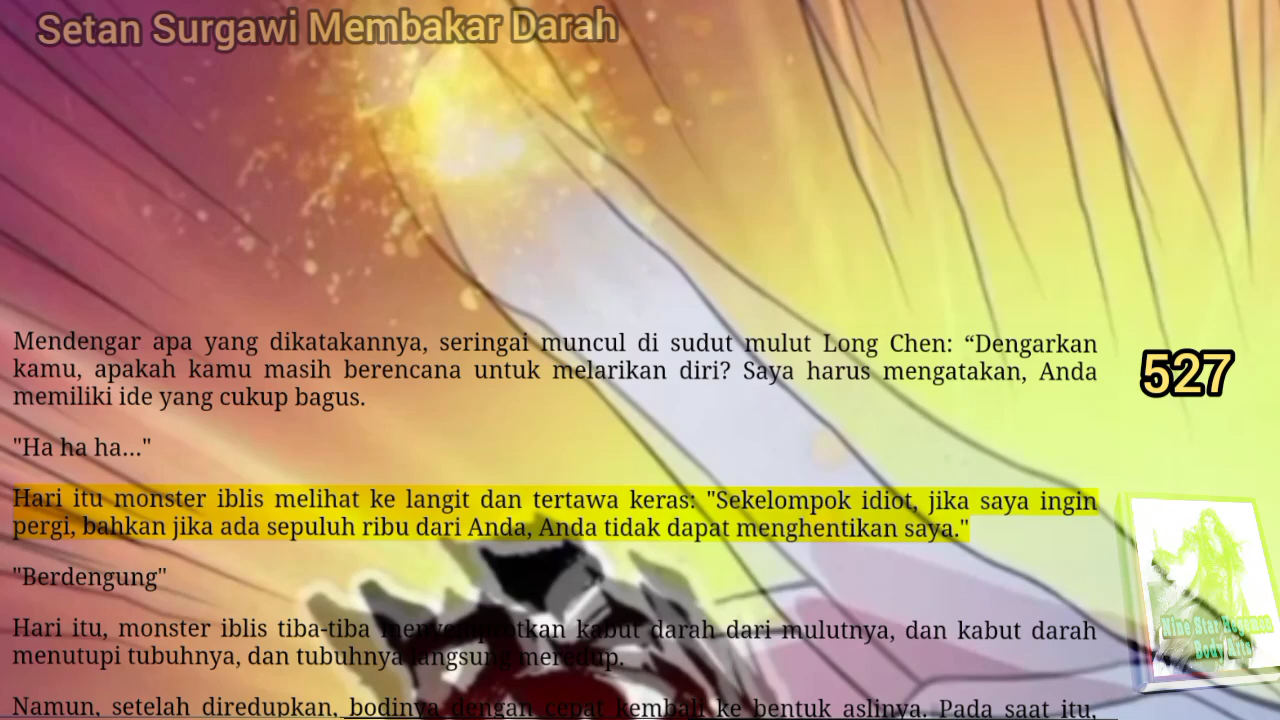 Setan Surgawi Membakar Darah
Mendengar apa yang dikatakannya, seringai muncul di sudut mulut Long Chen: “Dengarkan
kamu, apakah kamu masih berencana untuk melarikan diri? Saya harus mengatakan, Anda
memiliki ide yang cukup bagus.
527
"Ha ha ha..."
Hari itu monster iblis melihat ke langit dan tertawa keras: "Sekelompok idiot, jika saya ingin
pergi, bahkan jika ada sepuluh ribu dari Anda, Anda tidak dapat menghentikan saya."
"Berdengung"
Hari itu, monster iblis tiba-tiba menyemprotkan kabut darah dari mulutnya, dan kabut darah
menutupi tubuhnya, dan tubuhnya langsung meredup.
Nine Star Hegemon
Body Arts
Namun, setelah diredupkan, bodinya dengan cepat kembali ke bentuk aslinya. Pada saat itu,